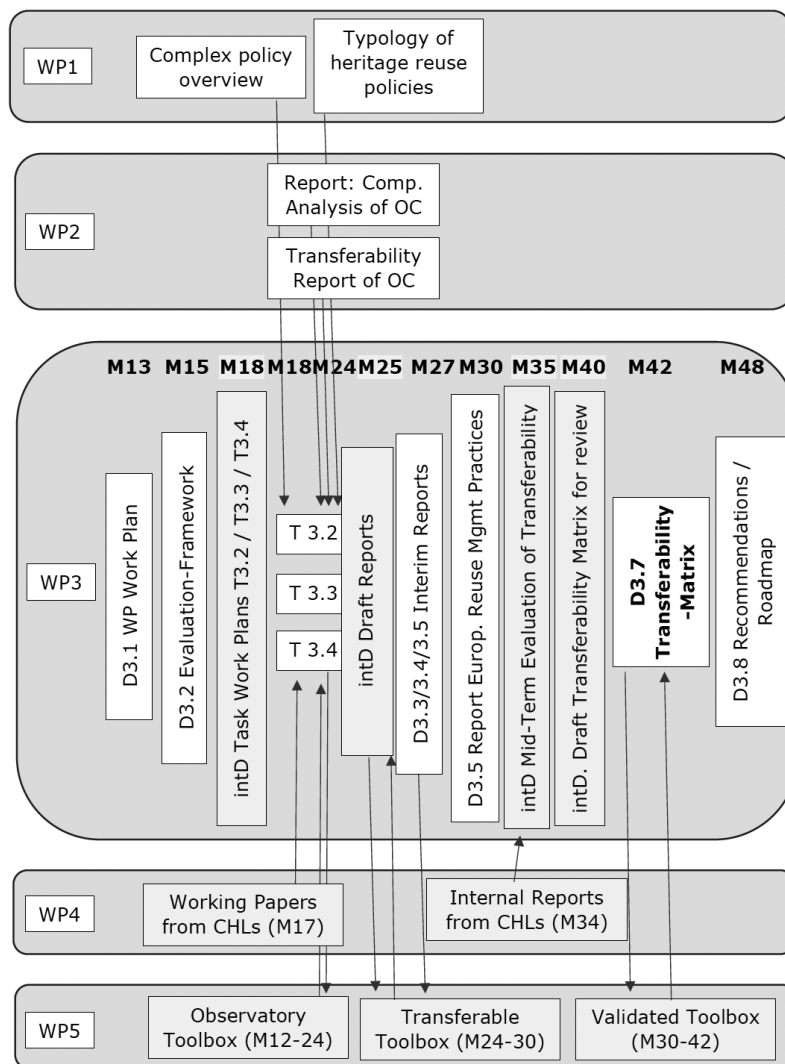 WP1
Complex policy
overview
Typology of
heritage reuse
policies
WP2
Report: Comp.
Analysis of OC
Transferability
Report of OC
M13 M15 M18 M18 M24 M25 M27 M30 M35 M40 M42 M48
WP3
D3.1 WP Work Plan
D3.2 Evaluation-Framework
intD Task Work Plans T3.2 / T3.3 / T3.4
T 3.2
T 3.3
T 3.4
intD Draft Reports
D3.3/3.4/3.5 Interim Reports
D3.5 Report Europ. Reuse Mgmt Practices
intD Mid-Term Evaluation of Transferability
intD. Draft Transferability Matrix for review
D3.7
Transferability
-Matrix
D3.8 Recommendations /
Roadmap
WP4
Working Papers
from CHLs (M17)
Internal Reports
from CHLs (M34)
WP5
Observatory
Toolbox (M12-24)
Transferable
Toolbox (M24-30)
Validated Toolbox
(M30-42)